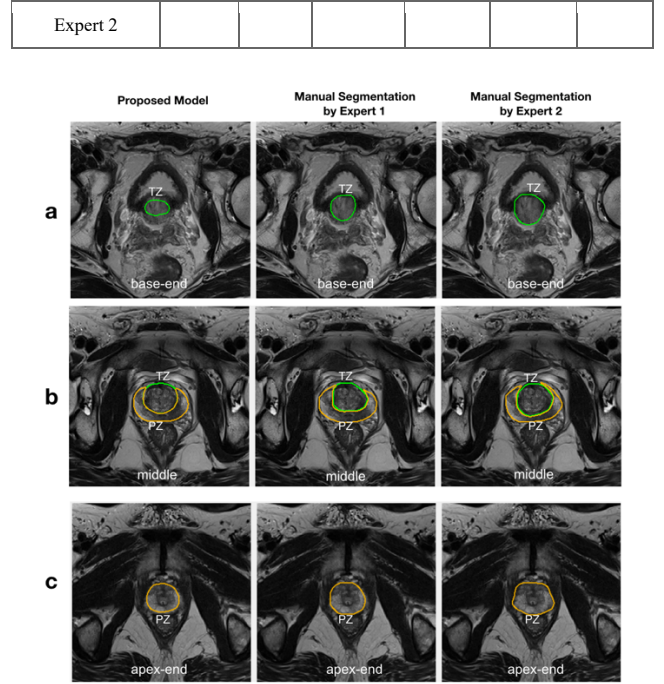 Expert 2
Proposed Model
Manual Segmentation
by Expert 1
Manual Segmentation
by Expert 2
a
TZ
base-end
TZ
base-end
TZ
base-end
b
TZ
PZ
middle
TZ
PZ
middle
TZ
PZ
middle
c
PZ
apex-end
PZ
apex-end
PZ
apex-end